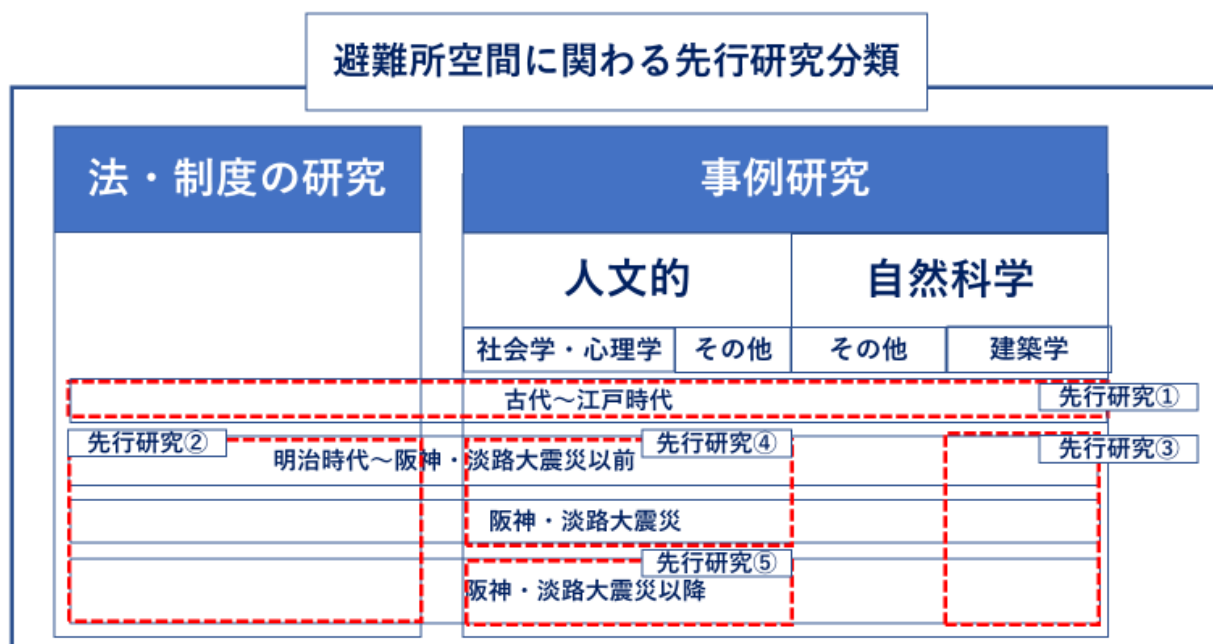 避難所空間に関わる先行研究分類
法・制度の研究
事例研究
人文的
自然科学
社会学・心理学
その他
その他
建築学
古代~江戸時代
先行研究①
先行研究②
先行研究④
先行研究③
明治時代~阪神・淡路大震災以前
阪神・淡路大震災
先行研究⑤
阪神・淡路大震災以降